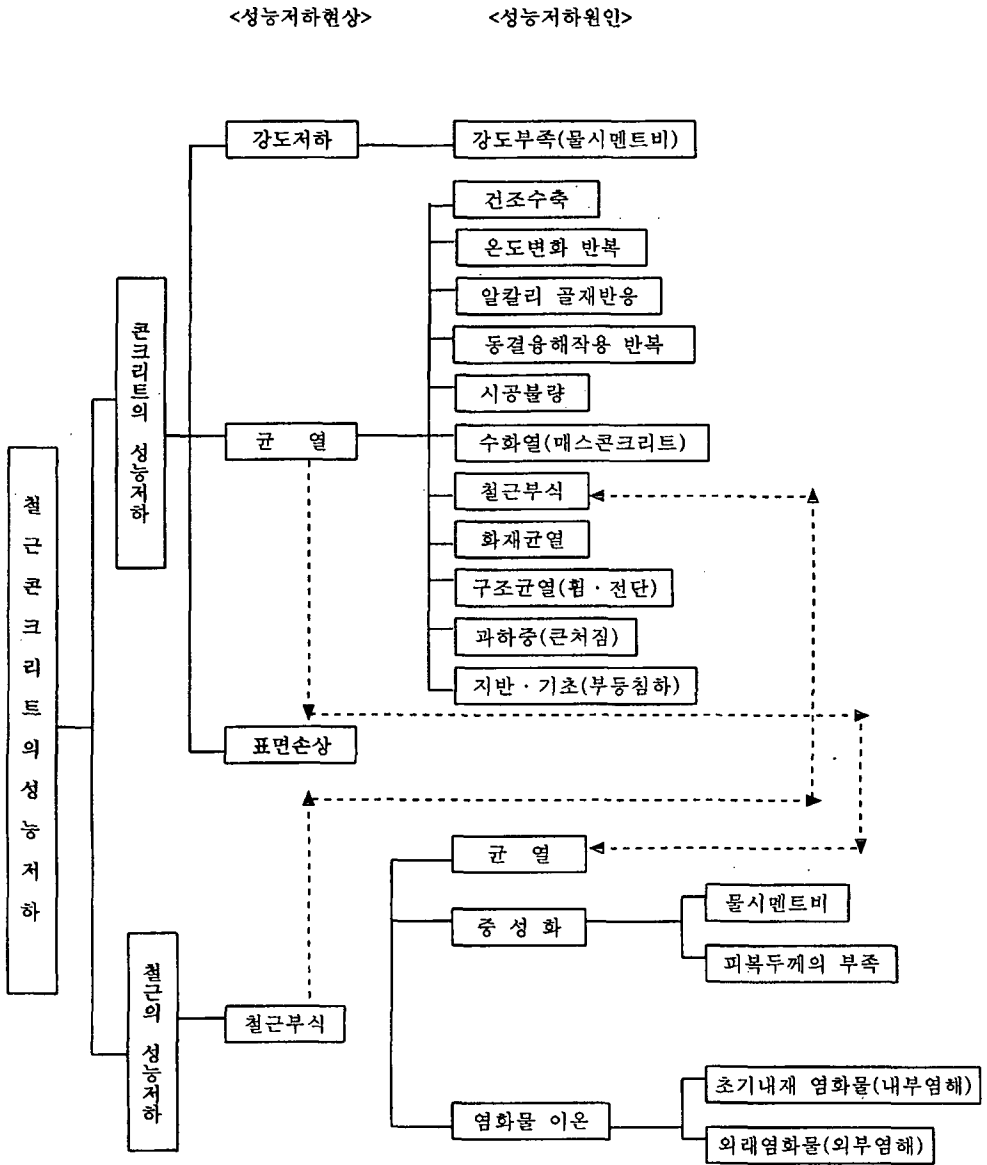 <성능저하현상> <성능저하원인>
강도저하
강도부족(물시멘트비)
건조수축
온도변화 반복
알칼리 골재반응
동결융해작용 반복
시공불량
균 열
수화열(매스콘크리트)
철근부식
화재균열
구조균열(휨 · 전단)
과하중(큰처짐)
지반 · 기초(부등침하)
콘크리트의 성능저하
표면손상
철근콘크리트의성능저하
균 열
중 성 화
물시멘트비
피복두께의 부족
철근의 성능저하
철근부식
염화물 이온
초기내재 염화물(내부염해)
외래염화물(외부염해)